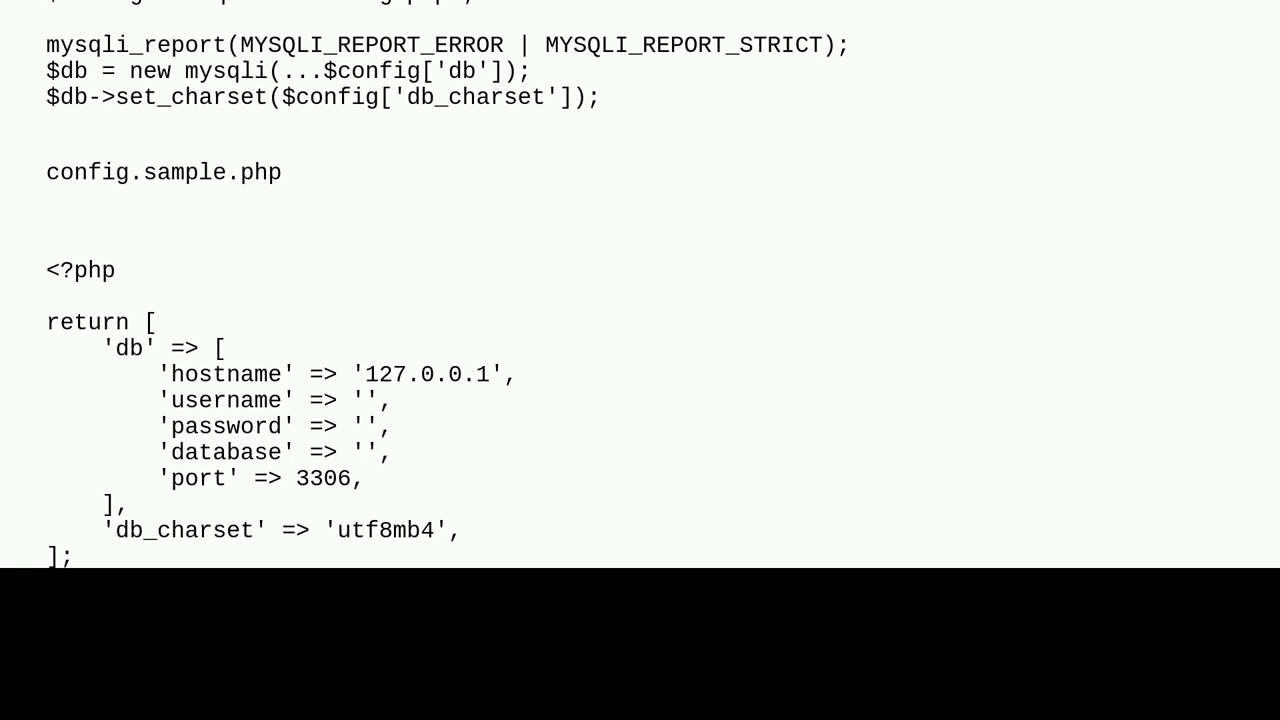 mysqli_report(MYSQLI_REPORT_ERROR | MYSQLI_REPORT_STRICT);
$db = new mysqli(...$config['db']);
$db->set_charset($config['db_charset']);
config.sample.php
<?php
return [
    'db' => [
        'hostname' => '127.0.0.1',
        'username' => '',
        'password' => '',
        'database' => '',
        'port' => 3306,
    ],
    'db_charset' => 'utf8mb4',
];